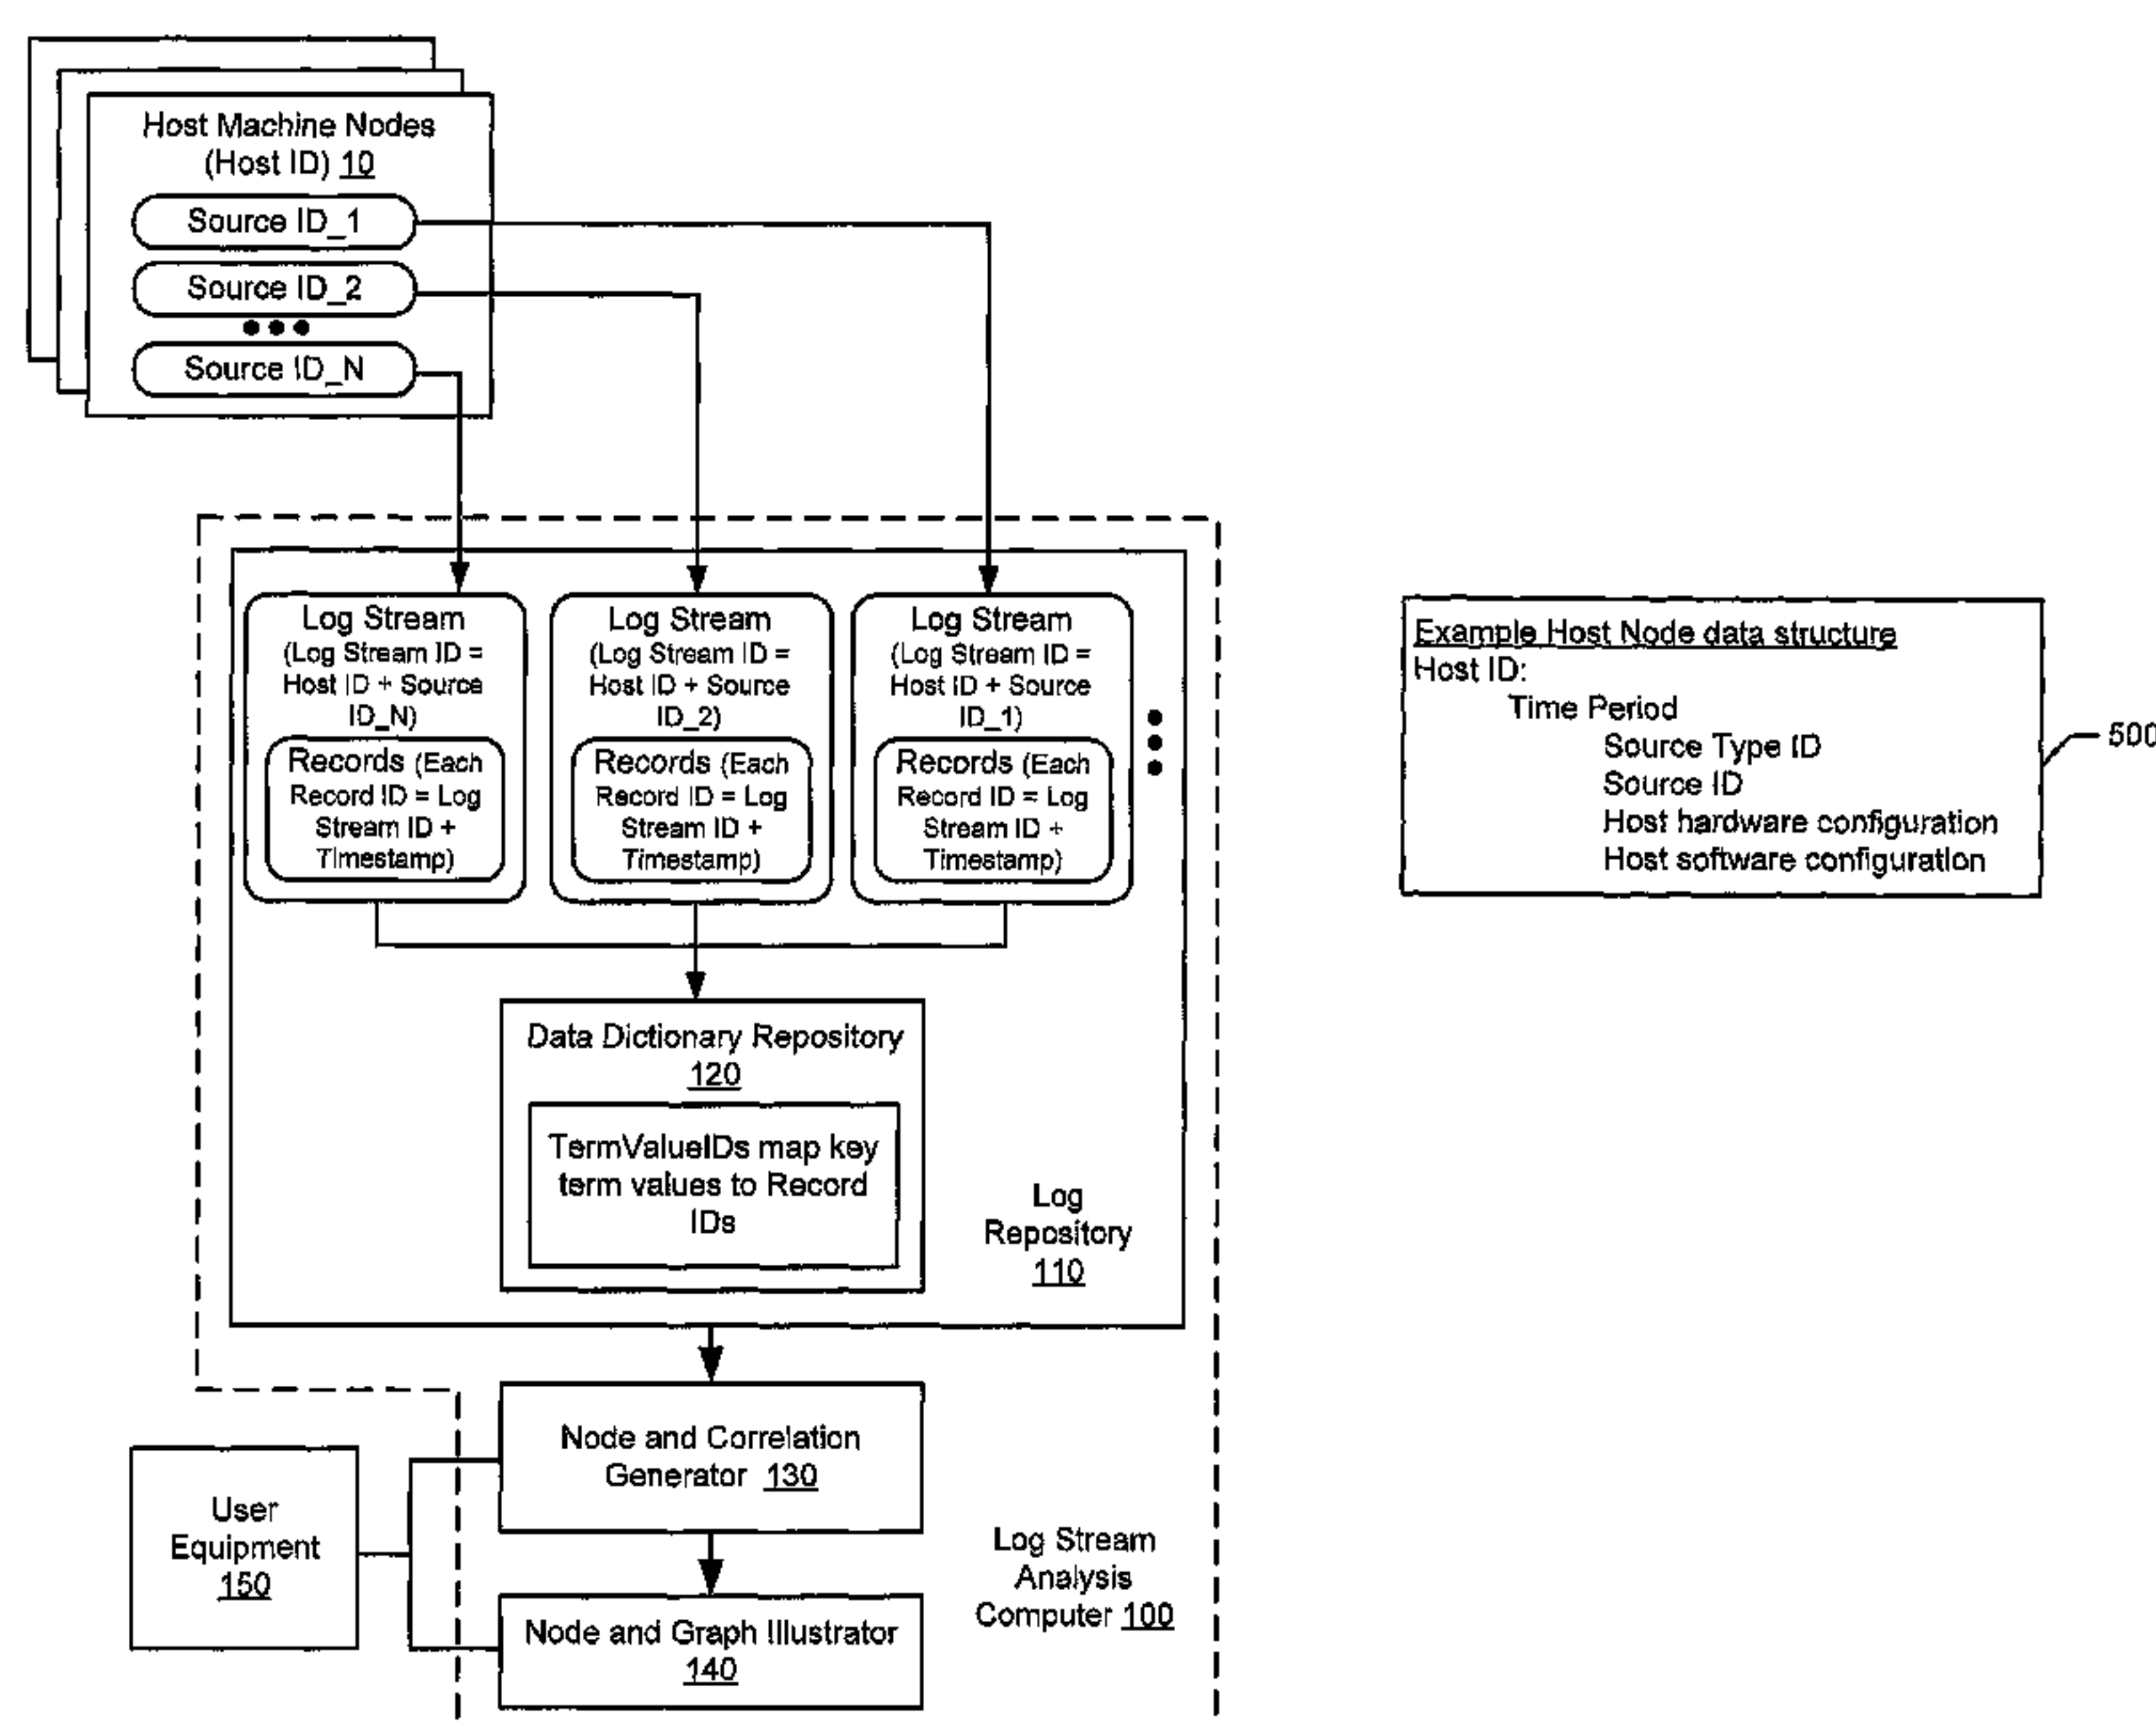 Host Machine Nodes
(Host ID) 10
Source ID_1
Source ID_2
Source ID_N
Log Stream
(Log Stream ID =
Host ID + Source
ID_N)
Records (Each
Record ID = Log
Stream ID +
Timestamp)
Log Stream
(Log Stream ID =
Host ID + Source
ID_2)
Records (Each
Record ID = Log
Stream ID +
Timestamp)
Log Stream
(Log Stream ID =
Host ID + Source
ID_1)
Records (Each
Record ID = Log
Stream ID +
Timestamp)
Example Host Node data structure
Host ID:
Time Period
Source Type ID
Source ID
Host hardware configuration
Host software configuration
500
Data Dictionary Repository
120
TermValueIDs map key
term values to Record
IDs
Log
Repository
110
Node and Correlation
Generator 130
User
Equipment
150
Log Stream
Analysis
Computer 100
Node and Graph Illustrator
140